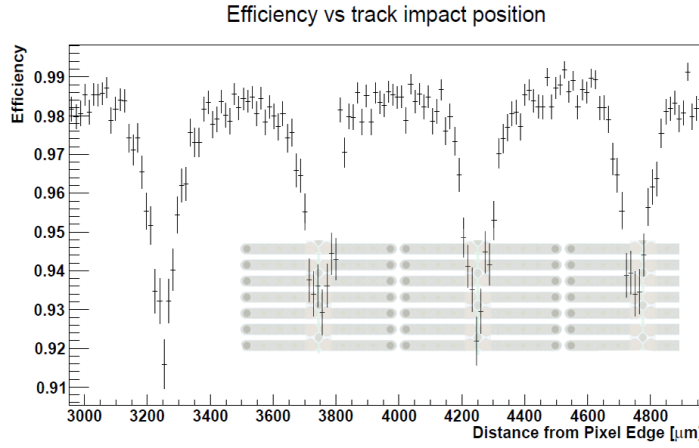 Efficiency vs track impact position
Efficiency
0.99
0.98
0.97
0.96
0.95
0.94
0.93
0.92
0.91
3000 3200 3400 3600 3800 4000 4200 4400 4600 4800
Distance from Pixel Edge [μm]